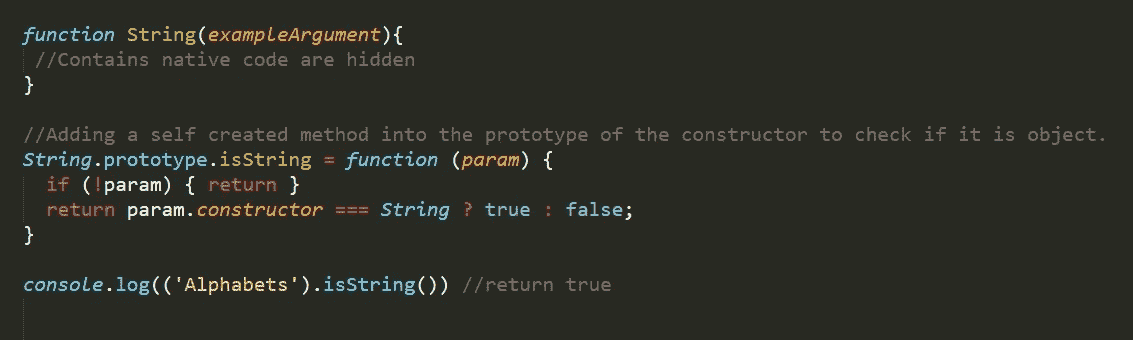 function String(exampleArgument){
//Contains native code are hidden
}
//Adding a self created method into the prototype of the constructor to check if it is object.
String.prototype.isString = function (param) {
if (!param) { return }
return param.constructor === String ? true : false;
}
console.log(('Alphabets').isString()) //return true